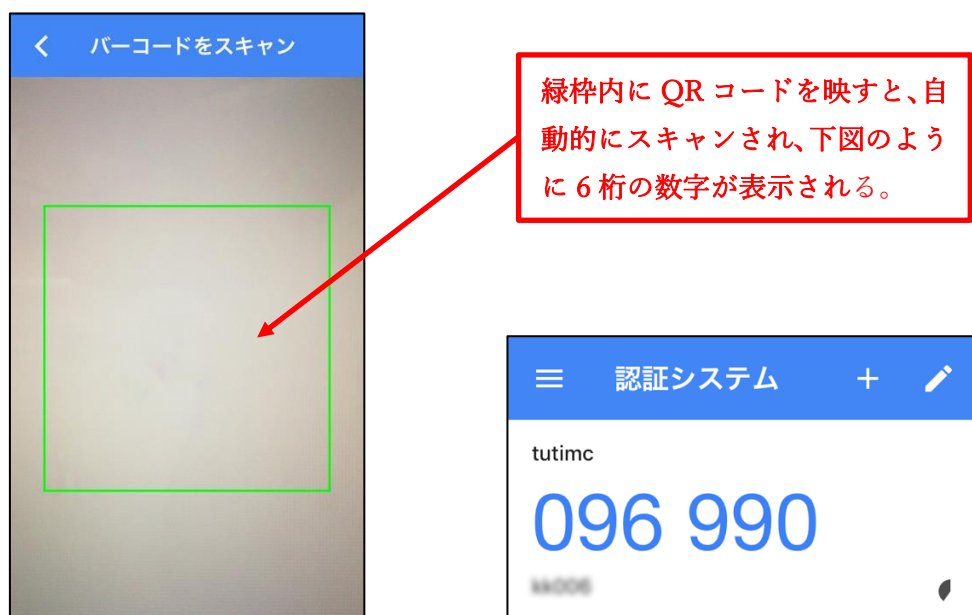 バーコードをスキャン
緑枠内に QR コードを映すと、自
動的にスキャンされ、下図のよう
に 6 桁の数字が表示される。
認証システム
tutimc
096 990
kk006